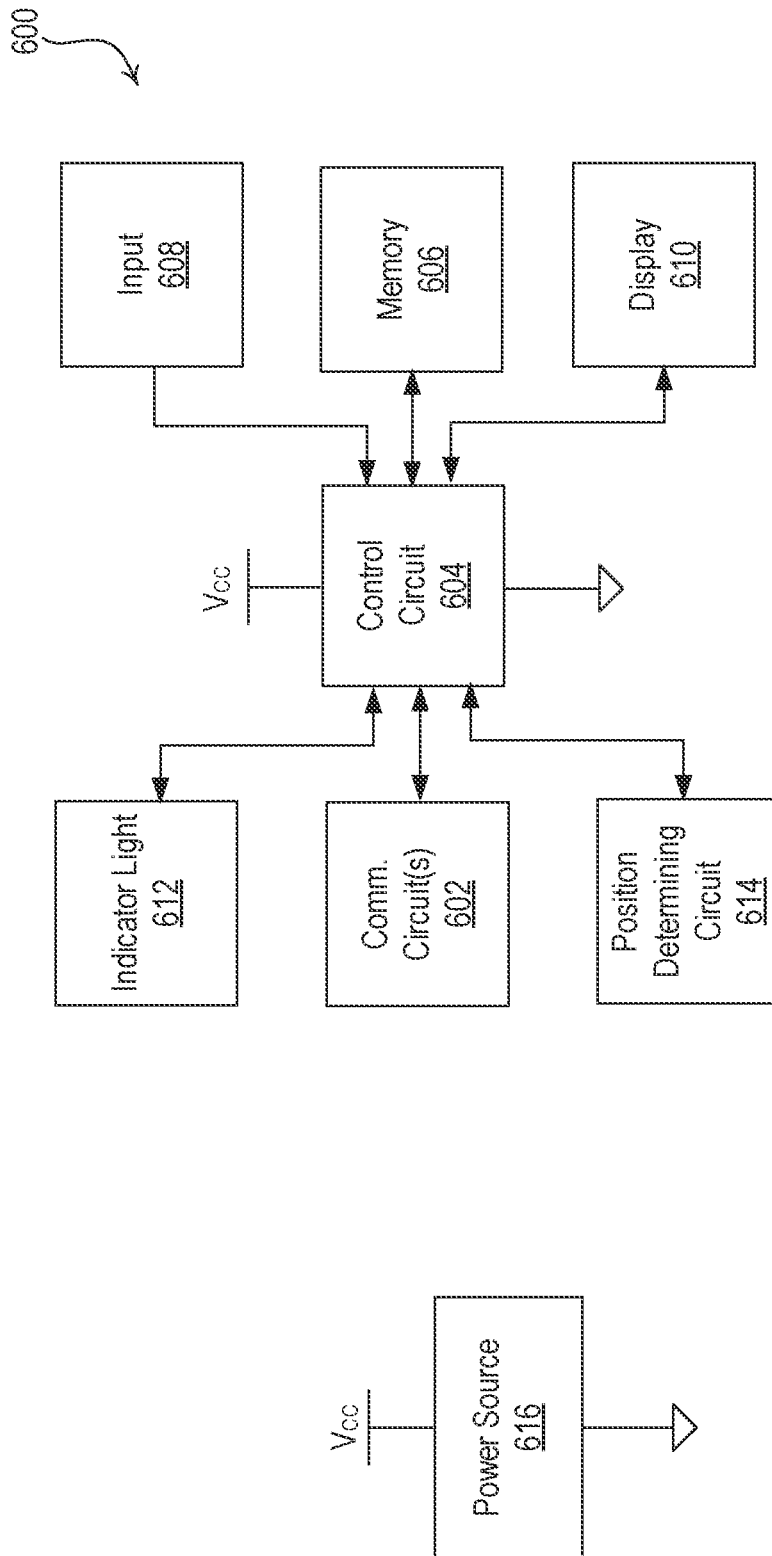 600
Indicator Light
612
Input
608
Vcc
Vcc
Power Source
616
Comm.
Circuit(s)
602
Control
Circuit
604
Memory
606
Position
Determining
Circuit
614
Display
610